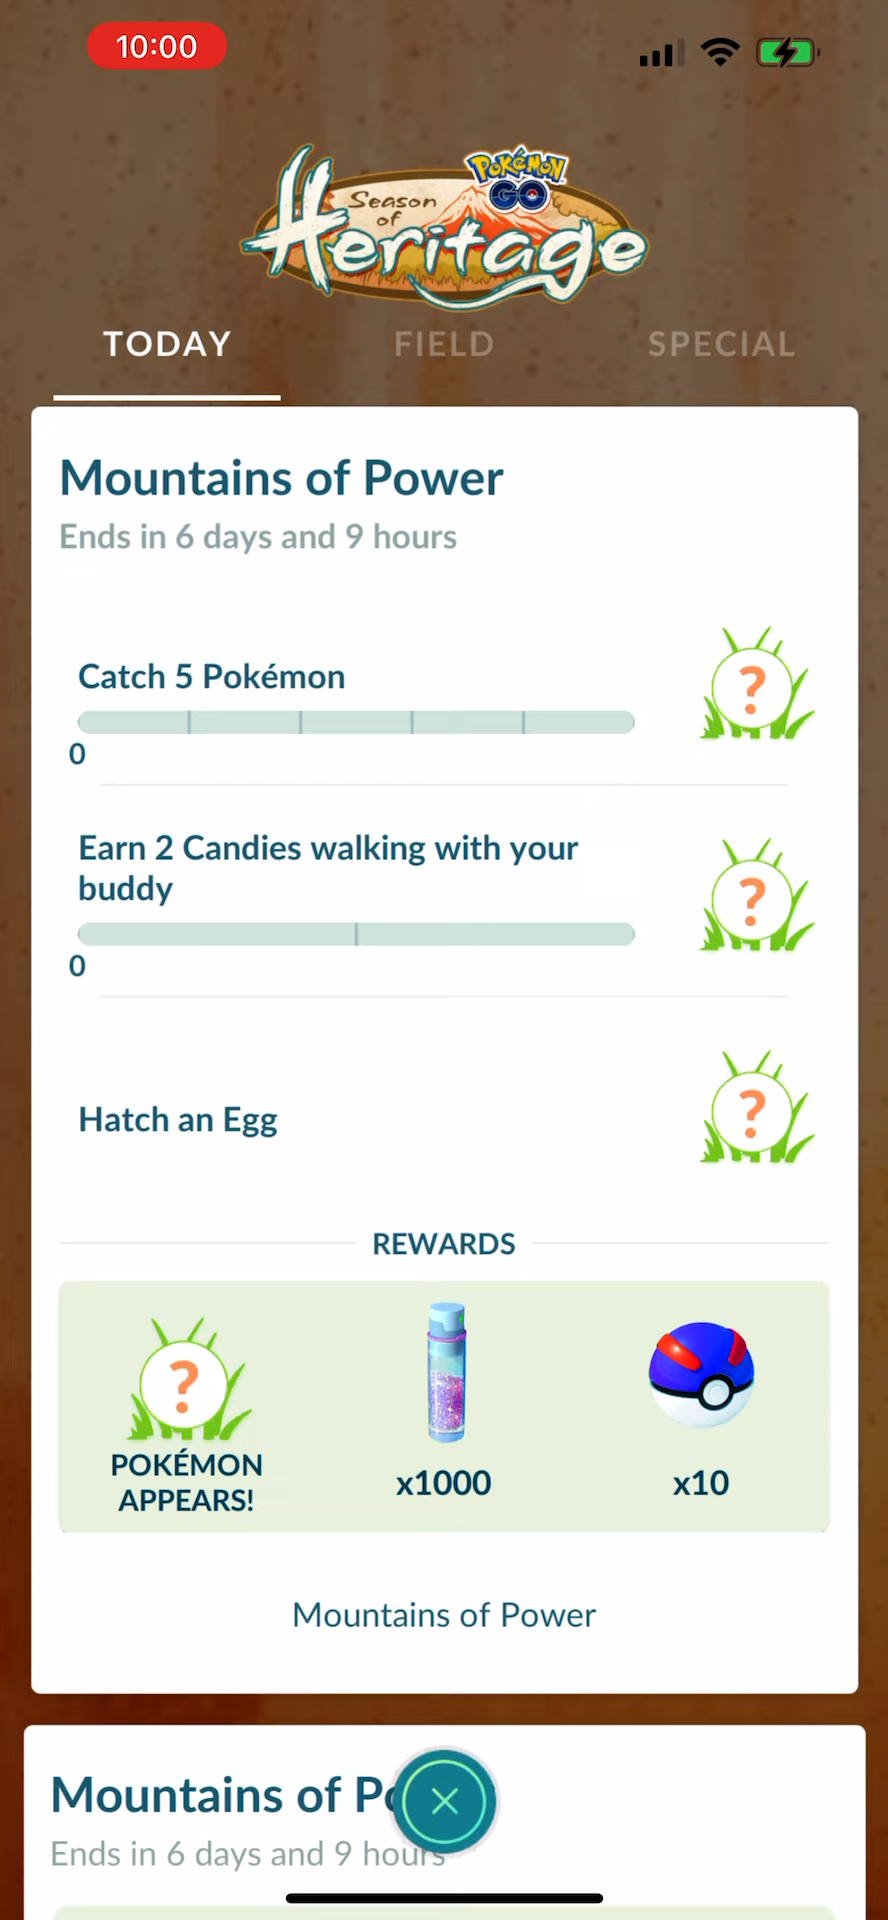 10:00
POKÉMON
GO
Season
of
Heritage
TODAY
FIELD
SPECIAL
Mountains of Power
Ends in 6 days and 9 hours
Catch 5 Pokémon
?
0
Earn 2 Candies walking with your
buddy
?
0
Hatch an Egg
?
REWARDS
?
POKÉMON
APPEARS!
x1000
x10
Mountains of Power
Mountains of
Ends in 6 days and 9 hours